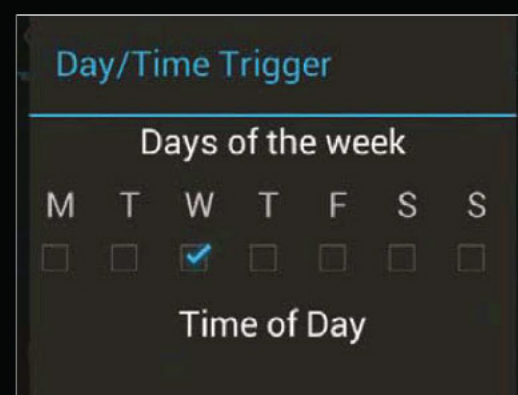 Day/Time Trigger
Days of the week
M T W T F S S
Time of Day